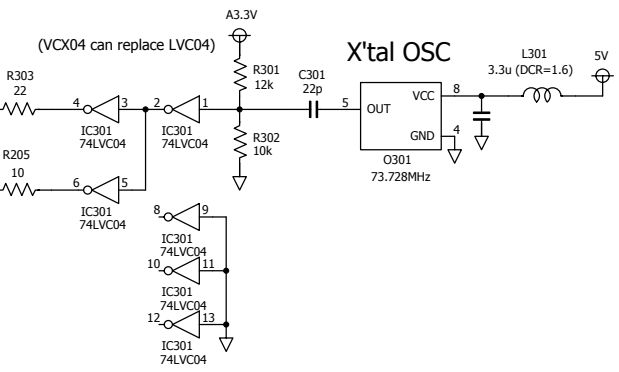 A3.3V
(VCX04 can replace LVC04)
X'tal OSC
L301
3.3u (DCR=1.6)
5V
R303
22
4
3
2
1
IC301
74LVC04
IC301
74LVC04
R301
12k
R302
10k
C301
22p
5
OUT
VCC
8
GND
4
O301
73.728MHz
R205
10
6
5
IC301
74LVC04
8
9
IC301
74LVC04
10
11
IC301
74LVC04
12
13
IC301
74LVC04